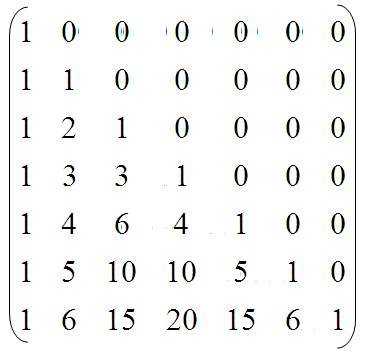 1 0 0 0 0 0 0
1 1 0 0 0 0 0
1 2 1 0 0 0 0
1 3 3 1 0 0 0
1 4 6 4 1 0 0
1 5 10 10 5 1 0
1 6 15 20 15 6 1